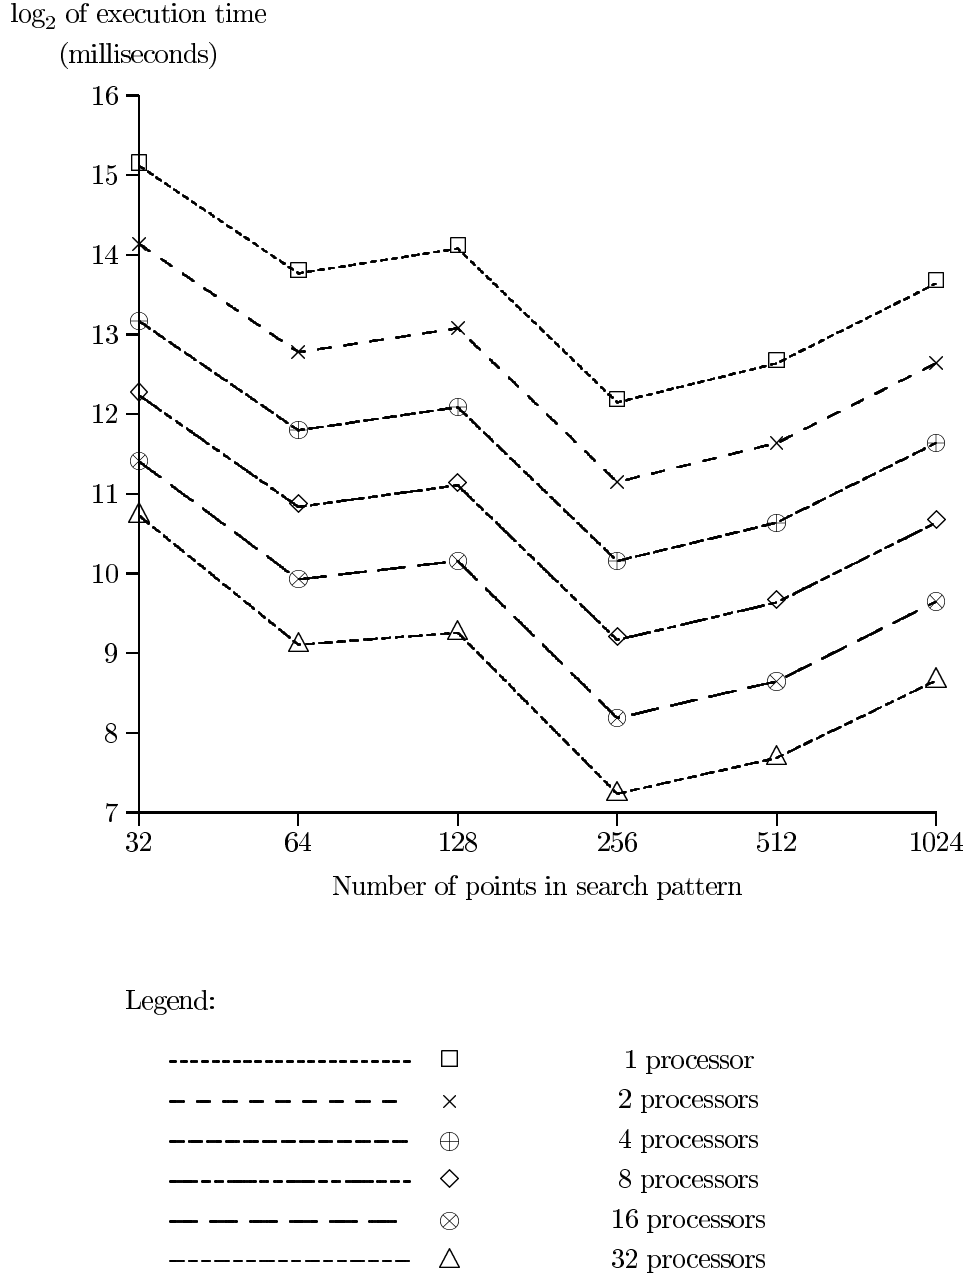 log₂ of execution time
(milliseconds)
16
15
14
13
12
11
10
9
8
7
32 64 128 256 512 1024
Number of points in search pattern
Legend:
1 processor
2 processors
4 processors
8 processors
16 processors
32 processors